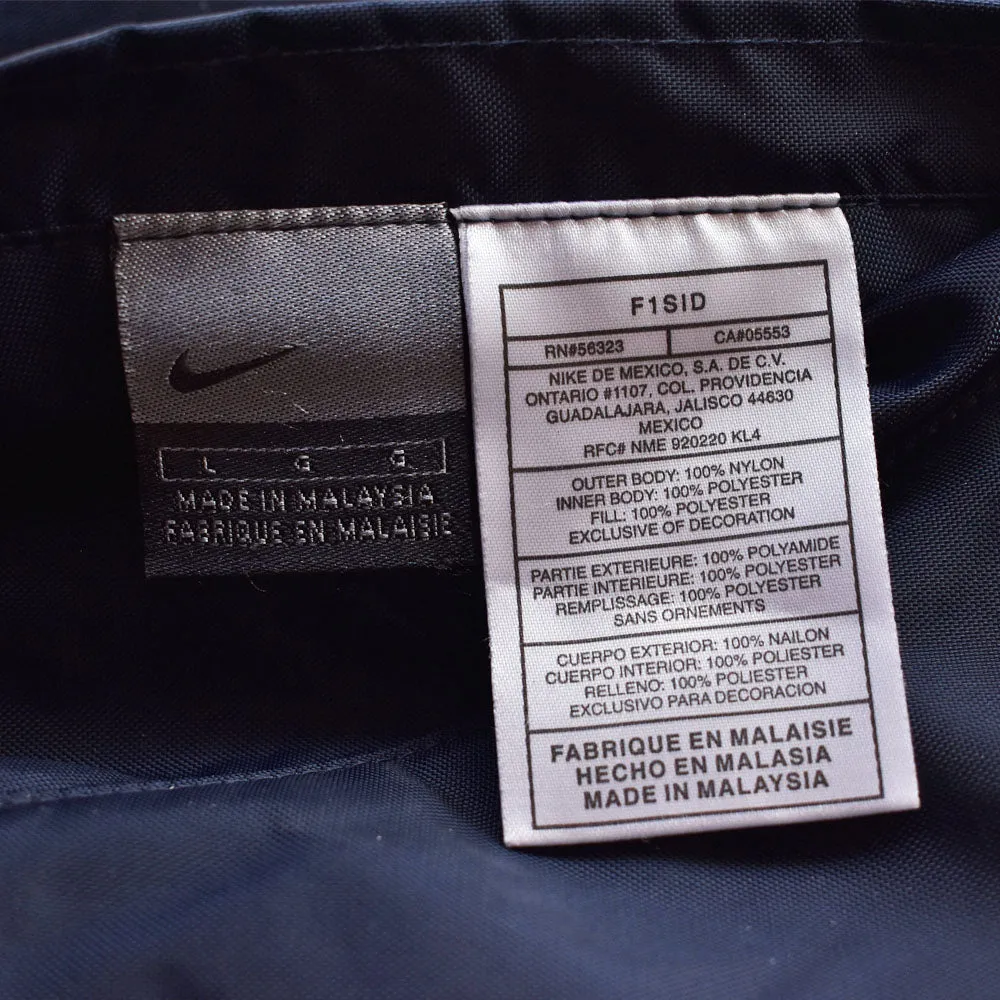 L G G
MADE IN MALAYSIA
FABRIQUE EN MALAISIE
F1SID
RN#56323 CA#05553
NIKE DE MEXICO, S.A. DE C.V.
ONTARIO #1107, COL. PROVIDENCIA
GUADALAJARA, JALISCO 44630
MEXICO
RFC# NME 920220 KL4
OUTER BODY: 100% NYLON
INNER BODY: 100% POLYESTER
FILL: 100% POLYESTER
EXCLUSIVE OF DECORATION
PARTIE EXTERIEURE: 100% POLYAMIDE
PARTIE INTERIEURE: 100% POLYESTER
REMPLISSAGE: 100% POLYESTER
SANS ORNEMENTS
CUERPO EXTERIOR: 100% NAILON
CUERPO INTERIOR: 100% POLIESTER
RELLENO: 100% POLIESTER
EXCLUSIVO PARA DECORACION
FABRIQUE EN MALAISIE
HECHO EN MALASIA
MADE IN MALAYSIA